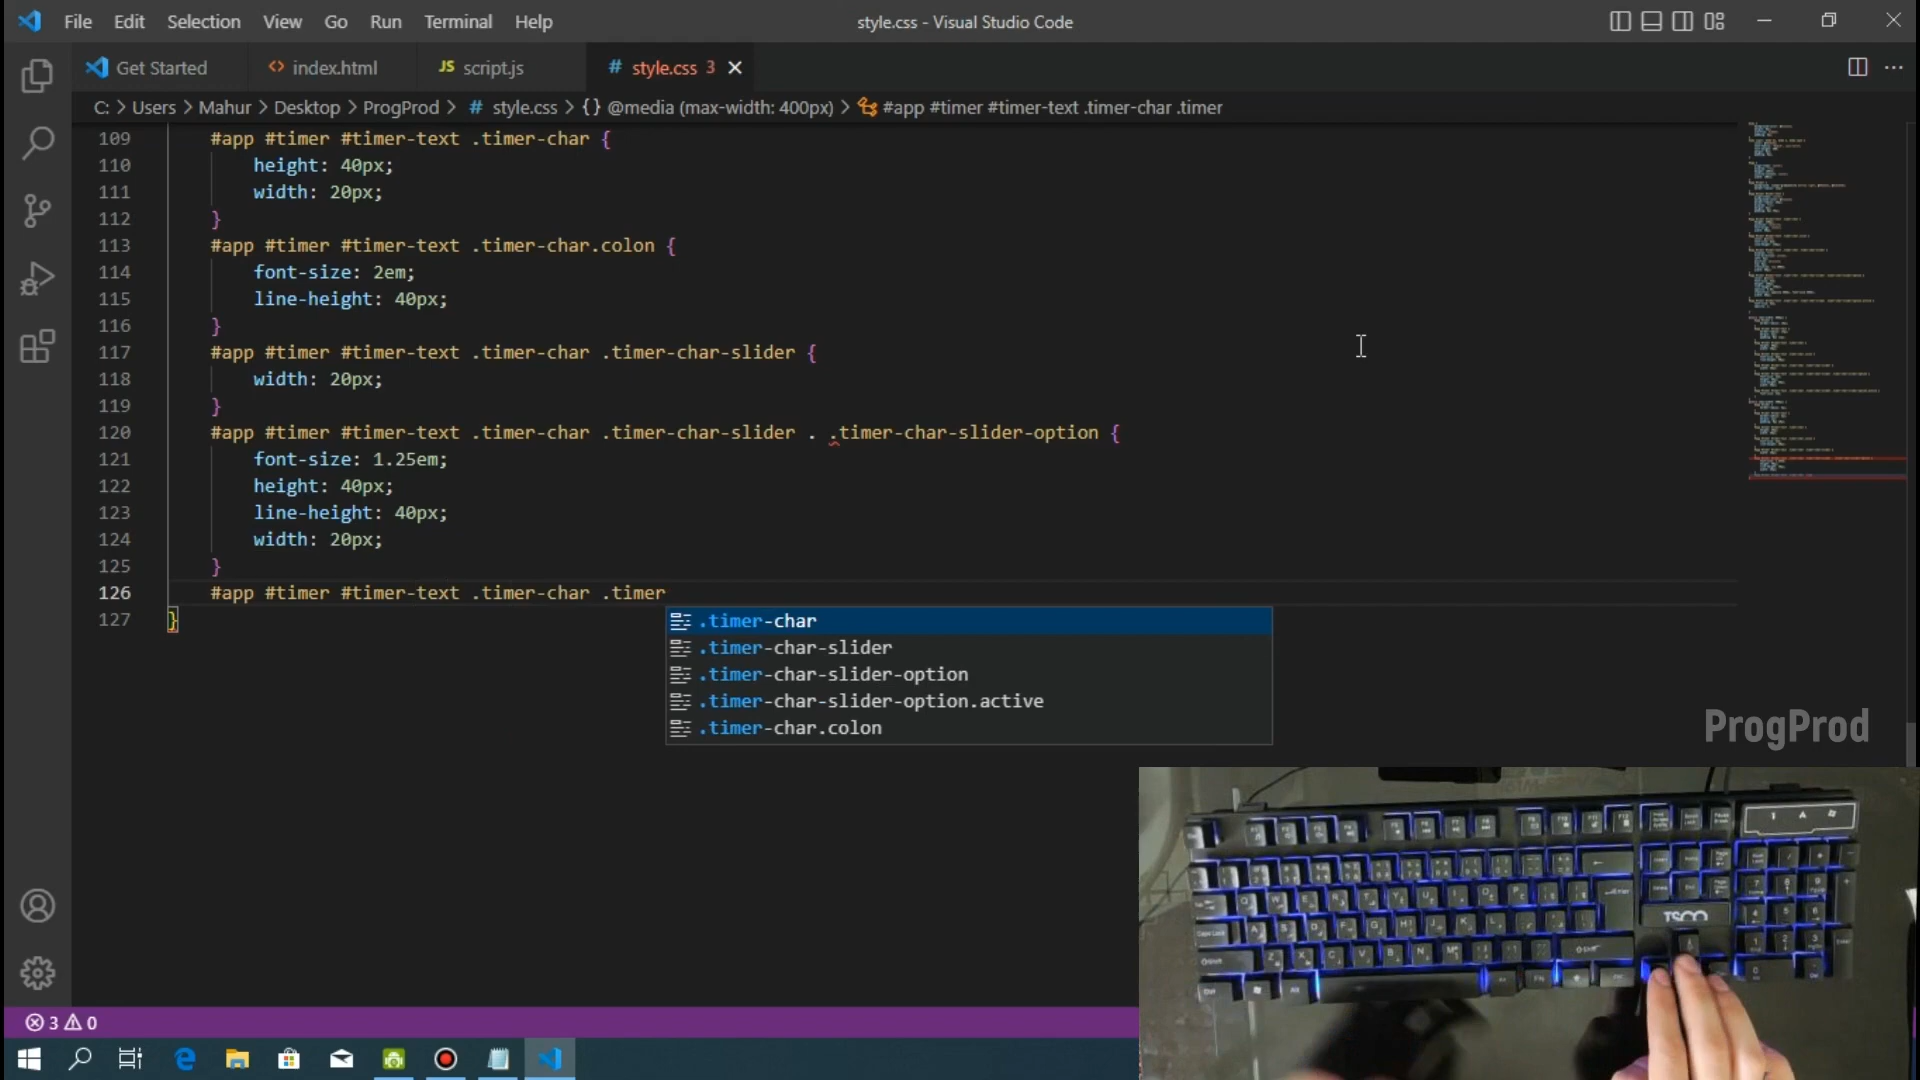 File Edit Selection View Go Run Terminal Help
style.css - Visual Studio Code
Get Started
<> index.html
JS script.js
# style.css 3
C: > Users > Mahur > Desktop > ProgProd > # style.css > {} @media (max-width: 400px) > #app #timer #timer-text .timer-char .timer
109 #app #timer #timer-text .timer-char {
110 height: 40px;
111 width: 20px;
112 }
113 #app #timer #timer-text .timer-char.colon {
114 font-size: 2em;
115 line-height: 40px;
116 }
117 #app #timer #timer-text .timer-char .timer-char-slider {
118 width: 20px;
119 }
120 #app #timer #timer-text .timer-char .timer-char-slider . .timer-char-slider-option {
121 font-size: 1.25em;
122 height: 40px;
123 line-height: 40px;
124 width: 20px;
125 }
126 #app #timer #timer-text .timer-char .timer
127 }
.timer-char
.timer-char-slider
.timer-char-slider-option
.timer-char-slider-option.active
.timer-char.colon
ProgProd
TSCO
3 0